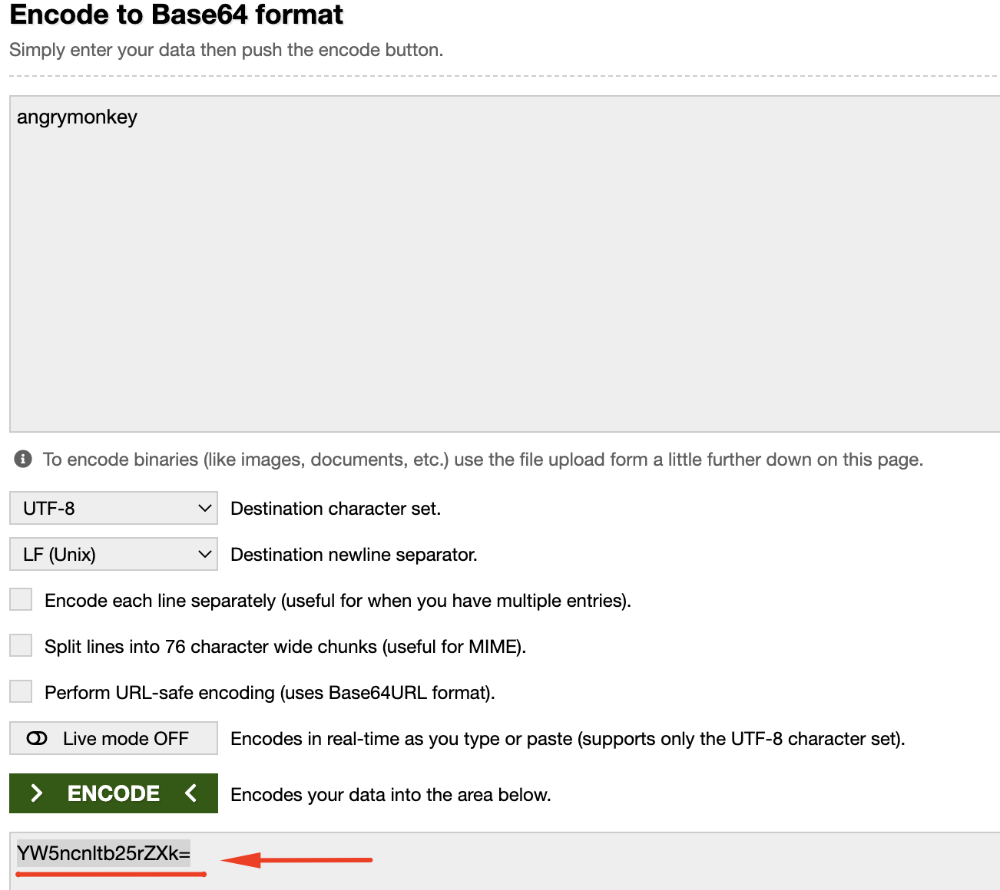 Encode to Base64 format
Simply enter your data then push the encode button.
angrymonkey
To encode binaries (like images, documents, etc.) use the file upload form a little further down on this page.
UTF-8 Destination character set.
LF (Unix) Destination newline separator.
Encode each line separately (useful for when you have multiple entries).
Split lines into 76 character wide chunks (useful for MIME).
Perform URL-safe encoding (uses Base64URL format).
Live mode OFF Encodes in real-time as you type or paste (supports only the UTF-8 character set).
> ENCODE < Encodes your data into the area below.
YW5ncnltb25rZXk=